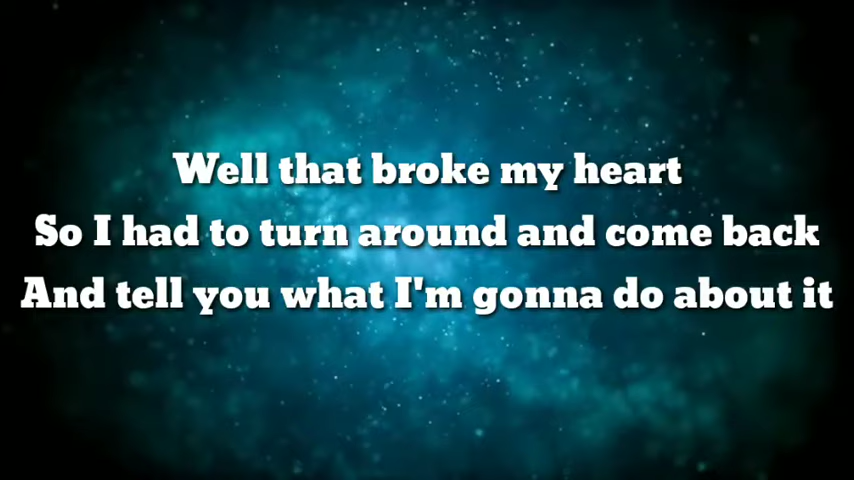 Well that broke my heart
So I had to turn around and come back
And tell you what I'm gonna do about it